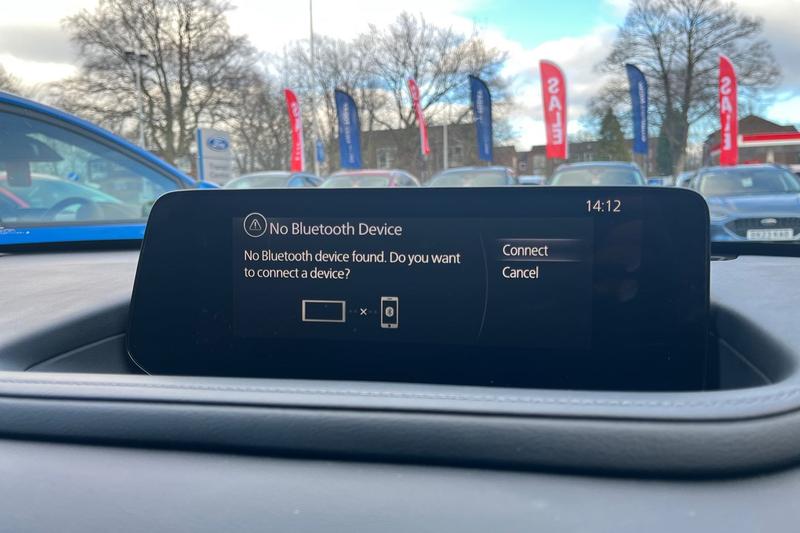 SALE
SALE
Ford
14:12
No Bluetooth Device
No Bluetooth device found. Do you want
to connect a device?
Connect
Cancel